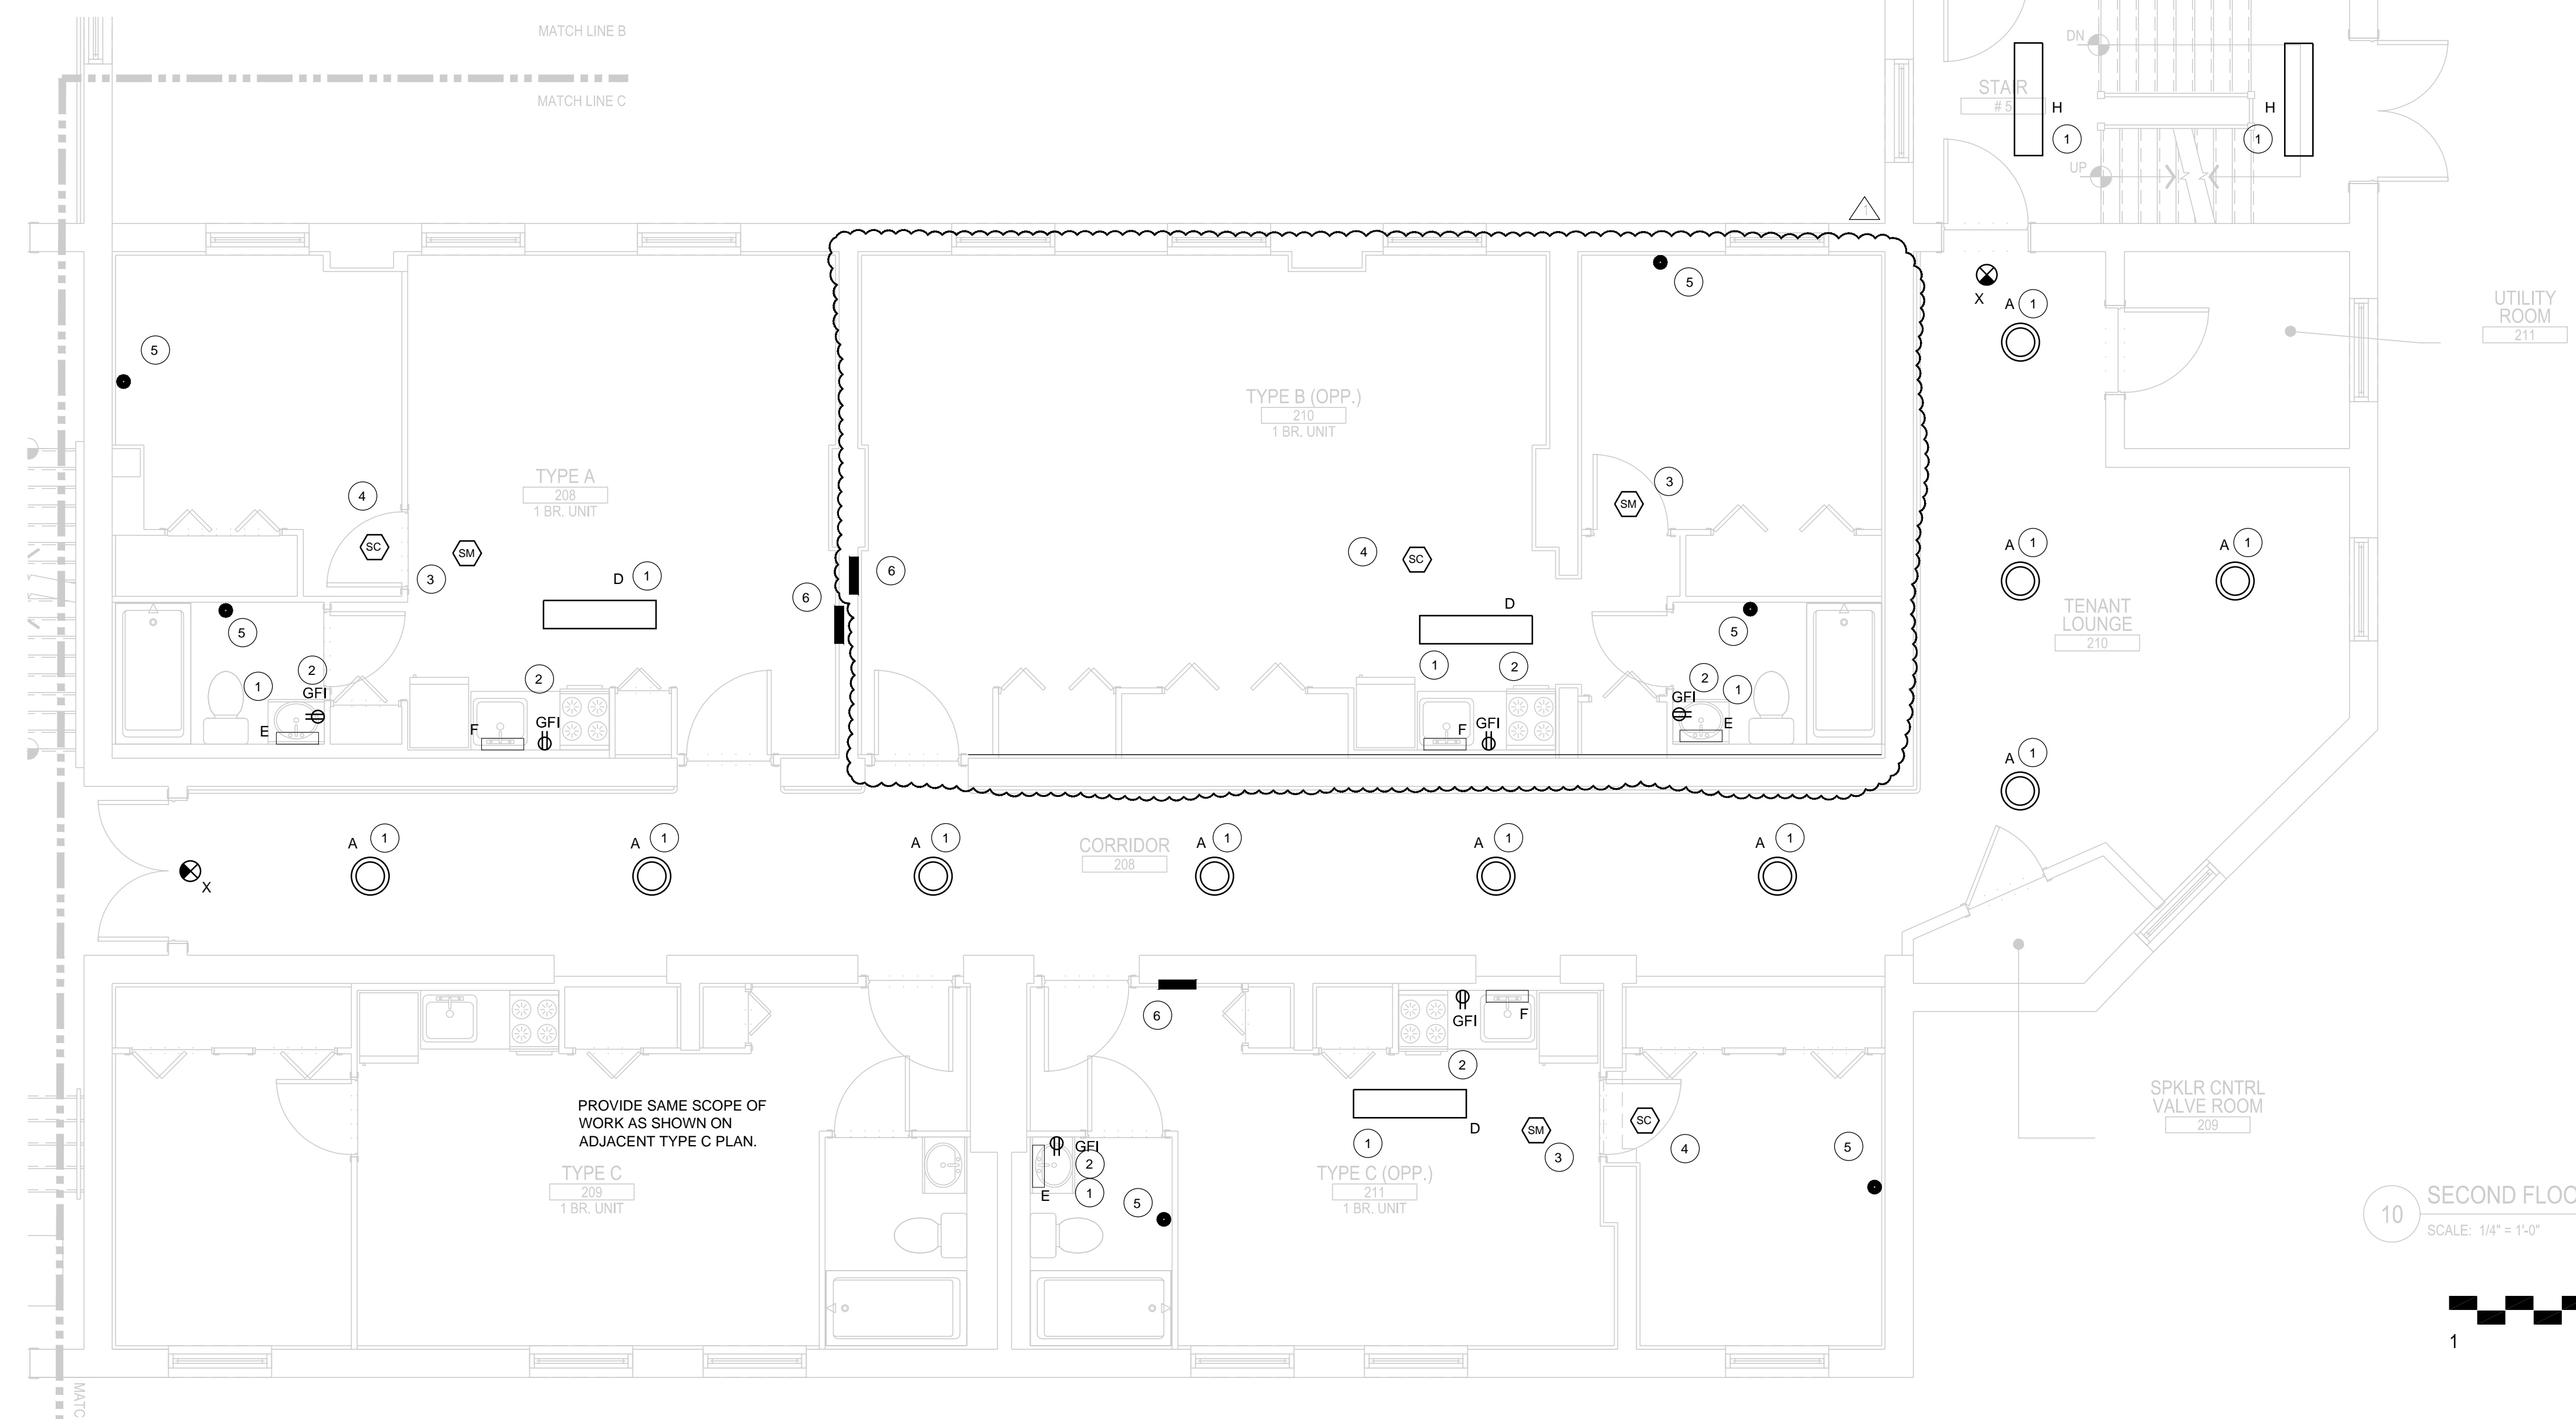 MATCH LINE B
MATCH LINE C
DN
STAIR
# 5
UP
H
1
H
1
1
X
A 1
UTILITY
ROOM
211
5
5
TYPE B (OPP.)
210
1 BR. UNIT
TYPE A
208
1 BR. UNIT
4
SC
SM
3
D 1
6
6
4
SC
SM
3
D
1
2
A 1
A 1
TENANT
LOUNGE
210
5
1
2
GFI
E
2
F
GFI
F
GFI
5
2
GFI
1
E
A 1
X
A 1
A 1
A 1
A 1
A 1
A 1
CORRIDOR
208
6
GFI
F
2
PROVIDE SAME SCOPE OF
WORK AS SHOWN ON
ADJACENT TYPE C PLAN.
TYPE C
209
1 BR. UNIT
GFI
2
1
E
5
D
1
SM
3
SC
4
5
TYPE C (OPP.)
211
1 BR. UNIT
SPKLR CNTRL
VALVE ROOM
209
10
SECOND FLOO
SCALE: 1/4" = 1'-0"
1
MATC